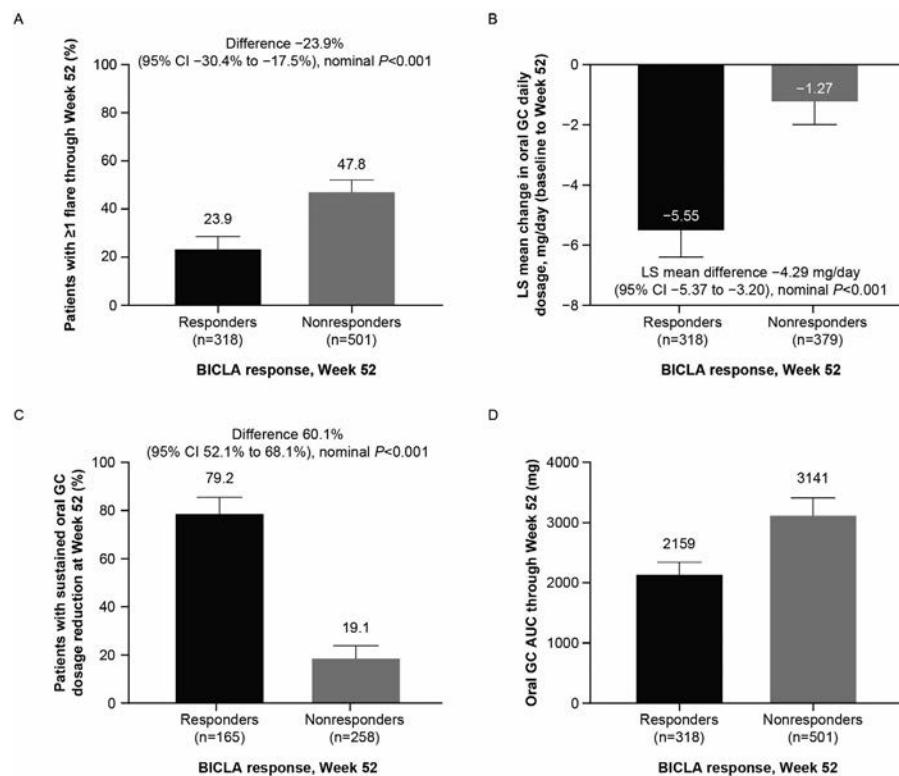 A
Difference −23.9%
(95% CI −30.4% to −17.5%), nominal P<0.001
Patients with ≥1 flare through Week 52 (%)
100
80
60
40
20
0
23.9
47.8
Responders
(n=318)
Nonresponders
(n=501)
BICLA response, Week 52
B
LS mean change in oral GC daily
dosage, mg/day (baseline to Week 52)
0
−2
−4
−6
−8
−5.55
−1.27
LS mean difference −4.29 mg/day
(95% CI −5.37 to −3.20), nominal P<0.001
Responders
(n=318)
Nonresponders
(n=379)
BICLA response, Week 52
C
Difference 60.1%
(95% CI 52.1% to 68.1%), nominal P<0.001
Patients with sustained oral GC
dosage reduction at Week 52 (%)
100
80
60
40
20
0
79.2
19.1
Responders
(n=165)
Nonresponders
(n=258)
BICLA response, Week 52
D
Oral GC AUC through Week 52 (mg)
4000
3000
2000
1000
0
2159
3141
Responders
(n=318)
Nonresponders
(n=501)
BICLA response, Week 52